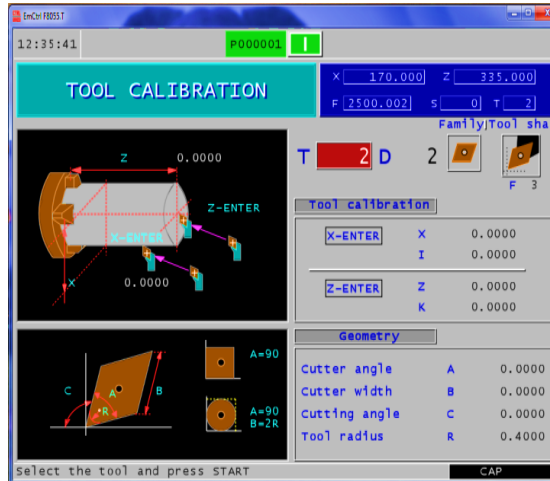 EmCtrl F8055.T
12:35:41
P000001
I
TOOL CALIBRATION
X 170.000 Z 335.000
F 2500.002 S 0 T 2
Family Tool sha
T 2 D 2
F 3
Z 0.0000
Z-ENTER
X-ENTER
X 0.0000
Tool calibration
X-ENTER X 0.0000
I 0.0000
Z-ENTER Z 0.0000
K 0.0000
A=90
C A B
R
A=90
B=2R
Geometry
Cutter angle A 0.0000
Cutter width B 0.0000
Cutting angle C 0.0000
Tool radius R 0.4000
Select the tool and press START
CAP